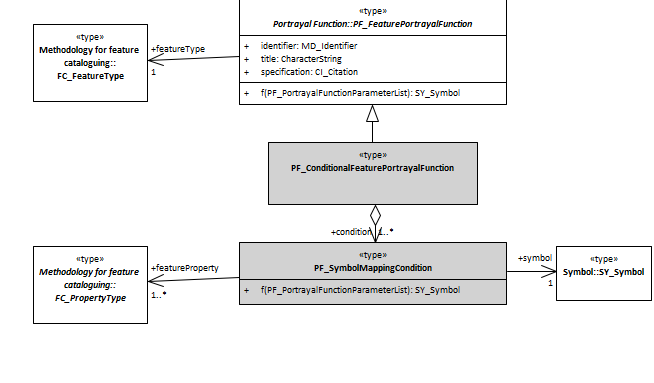 «type»
Portrayal Function::PF_FeaturePortrayalFunction
+ identifier: MD_Identifier
+ title: CharacterString
+ specification: CI_Citation
+ f(PF_PortrayalFunctionParameterList): SY_Symbol
«type»
Methodology for feature
cataloguing::
FC_FeatureType
+featureType
1
«type»
PF_ConditionalFeaturePortrayalFunction
+condition 1..*
«type»
PF_SymbolMappingCondition
+ f(PF_PortrayalFunctionParameterList): SY_Symbol
«type»
Methodology for feature
cataloguing::
FC_PropertyType
+featureProperty
1..*
+symbol
1
«type»
Symbol::SY_Symbol